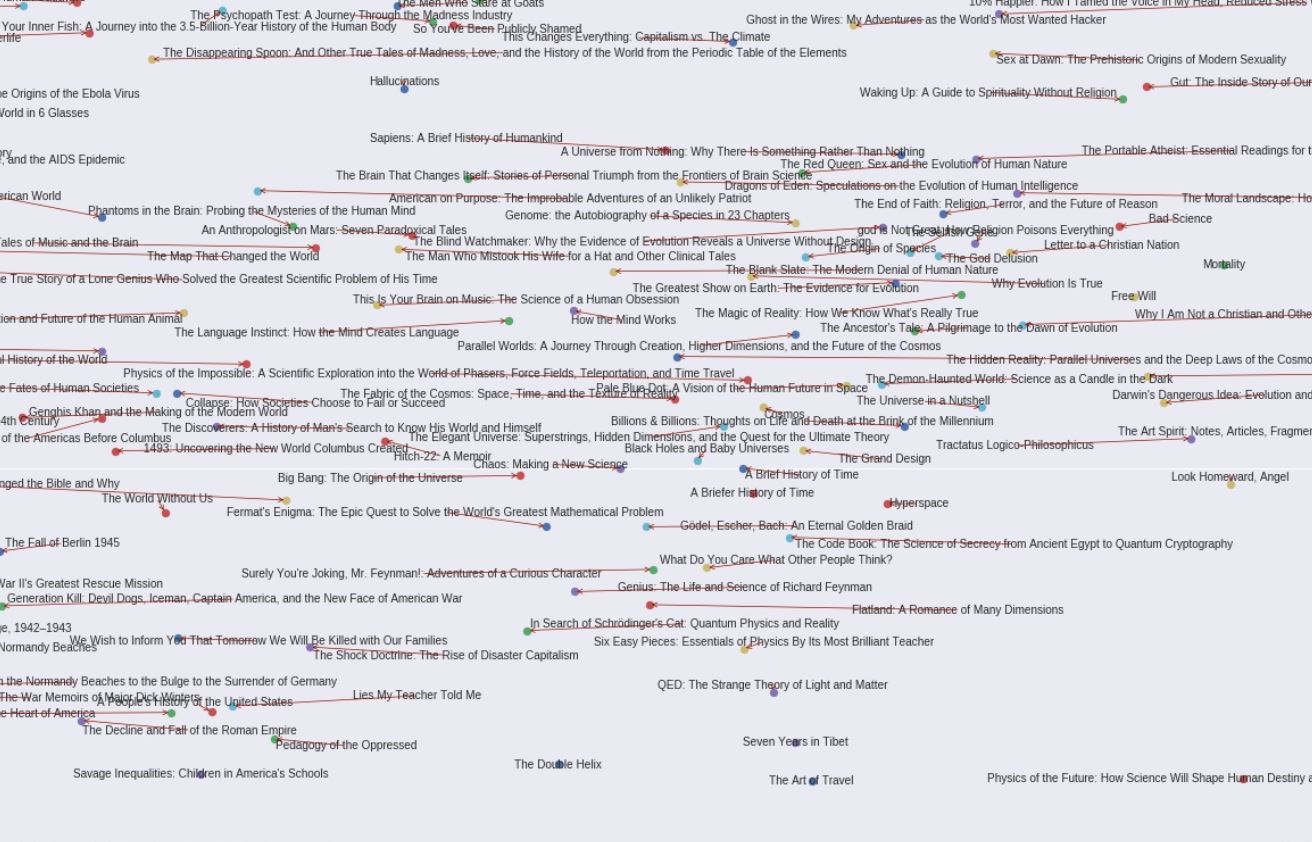 The Men Who Stare at Goats
10% Happier: How I Tamed the Voice in My Head, Reduced Stress
The Psychopath Test: A Journey Through the Madness Industry
Ghost in the Wires: My Adventures as the World's Most Wanted Hacker
Your Inner Fish: A Journey into the 3.5-Billion-Year History of the Human Body
So You've Been Publicly Shamed
This Changes Everything: Capitalism vs. The Climate
erlife
The Disappearing Spoon: And Other True Tales of Madness, Love, and the History of the World from the Periodic Table of the Elements
Sex at Dawn: The Prehistoric Origins of Modern Sexuality
Hallucinations
Gut: The Inside Story of Our
ne Origins of the Ebola Virus
Waking Up: A Guide to Spirituality Without Religion
World in 6 Glasses
Sapiens: A Brief History of Humankind
A Universe from Nothing: Why There Is Something Rather Than Nothing
The Portable Atheist: Essential Readings for t
ory
, and the AIDS Epidemic
The Red Queen: Sex and the Evolution of Human Nature
The Brain That Changes Itself: Stories of Personal Triumph from the Frontiers of Brain Science
Dragons of Eden: Speculations on the Evolution of Human Intelligence
erican World
American on Purpose: The Improbable Adventures of an Unlikely Patriot
The Moral Landscape: Ho
The End of Faith: Religion, Terror, and the Future of Reason
Phantoms in the Brain: Probing the Mysteries of the Human Mind
Genome: the Autobiography of a Species in 23 Chapters
Bad Science
An Anthropologist on Mars: Seven Paradoxical Tales
god Is Not Great: How Religion Poisons Everything
The Selfish Gene
Tales of Music and the Brain
The Blind Watchmaker: Why the Evidence of Evolution Reveals a Universe Without Design
The Origin of Species
Letter to a Christian Nation
The Map That Changed the World
The Man Who Mistook His Wife for a Hat and Other Clinical Tales
The God Delusion
Mortality
The Blank Slate: The Modern Denial of Human Nature
e True Story of a Lone Genius Who Solved the Greatest Scientific Problem of His Time
Why Evolution Is True
The Greatest Show on Earth: The Evidence for Evolution
Free Will
This Is Your Brain on Music: The Science of a Human Obsession
The Magic of Reality: How We Know What's Really True
Why I Am Not a Christian and Othe
tion and Future of the Human Animal
How the Mind Works
The Ancestor's Tale: A Pilgrimage to the Dawn of Evolution
The Language Instinct: How the Mind Creates Language
Parallel Worlds: A Journey Through Creation, Higher Dimensions, and the Future of the Cosmos
l History of the World
The Hidden Reality: Parallel Universes and the Deep Laws of the Cosmo
Physics of the Impossible: A Scientific Exploration into the World of Phasers, Force Fields, Teleportation, and Time Travel
The Demon-Haunted World: Science as a Candle in the Dark
e Fates of Human Societies
Pale Blue Dot: A Vision of the Human Future in Space
The Fabric of the Cosmos: Space, Time, and the Texture of Reality
Darwin's Dangerous Idea: Evolution and
Collapse: How Societies Choose to Fail or Succeed
The Universe in a Nutshell
Genghis Khan and the Making of the Modern World
Cosmos
4th Century
Billions & Billions: Thoughts on Life and Death at the Brink of the Millennium
The Discoverers: A History of Man's Search to Know His World and Himself
The Art Spirit: Notes, Articles, Fragmen
of the Americas Before Columbus
The Elegant Universe: Superstrings, Hidden Dimensions, and the Quest for the Ultimate Theory
Tractatus Logico-Philosophicus
1493: Uncovering the New World Columbus Created
Black Holes and Baby Universes
Hitch-22: A Memoir
The Grand Design
Chaos: Making a New Science
Big Bang: The Origin of the Universe
A Brief History of Time
Look Homeward, Angel
nged the Bible and Why
A Briefer History of Time
The World Without Us
Hyperspace
Fermat's Enigma: The Epic Quest to Solve the World's Greatest Mathematical Problem
Gödel, Escher, Bach: An Eternal Golden Braid
The Fall of Berlin 1945
The Code Book: The Science of Secrecy from Ancient Egypt to Quantum Cryptography
What Do You Care What Other People Think?
Surely You're Joking, Mr. Feynman!: Adventures of a Curious Character
War II's Greatest Rescue Mission
Genius: The Life and Science of Richard Feynman
Generation Kill: Devil Dogs, Iceman, Captain America, and the New Face of American War
Flatland: A Romance of Many Dimensions
ge, 1942–1943
In Search of Schrödinger's Cat: Quantum Physics and Reality
We Wish to Inform You That Tomorrow We Will Be Killed with Our Families
Six Easy Pieces: Essentials of Physics By Its Most Brilliant Teacher
Normandy Beaches
The Shock Doctrine: The Rise of Disaster Capitalism
n the Normandy Beaches to the Bulge to the Surrender of Germany
QED: The Strange Theory of Light and Matter
The War Memoirs of Major Dick Winters
Lies My Teacher Told Me
A People's History of the United States
e Heart of America
The Decline and Fall of the Roman Empire
Seven Years in Tibet
Pedagogy of the Oppressed
The Double Helix
Savage Inequalities: Children in America's Schools
The Art of Travel
Physics of the Future: How Science Will Shape Human Destiny a